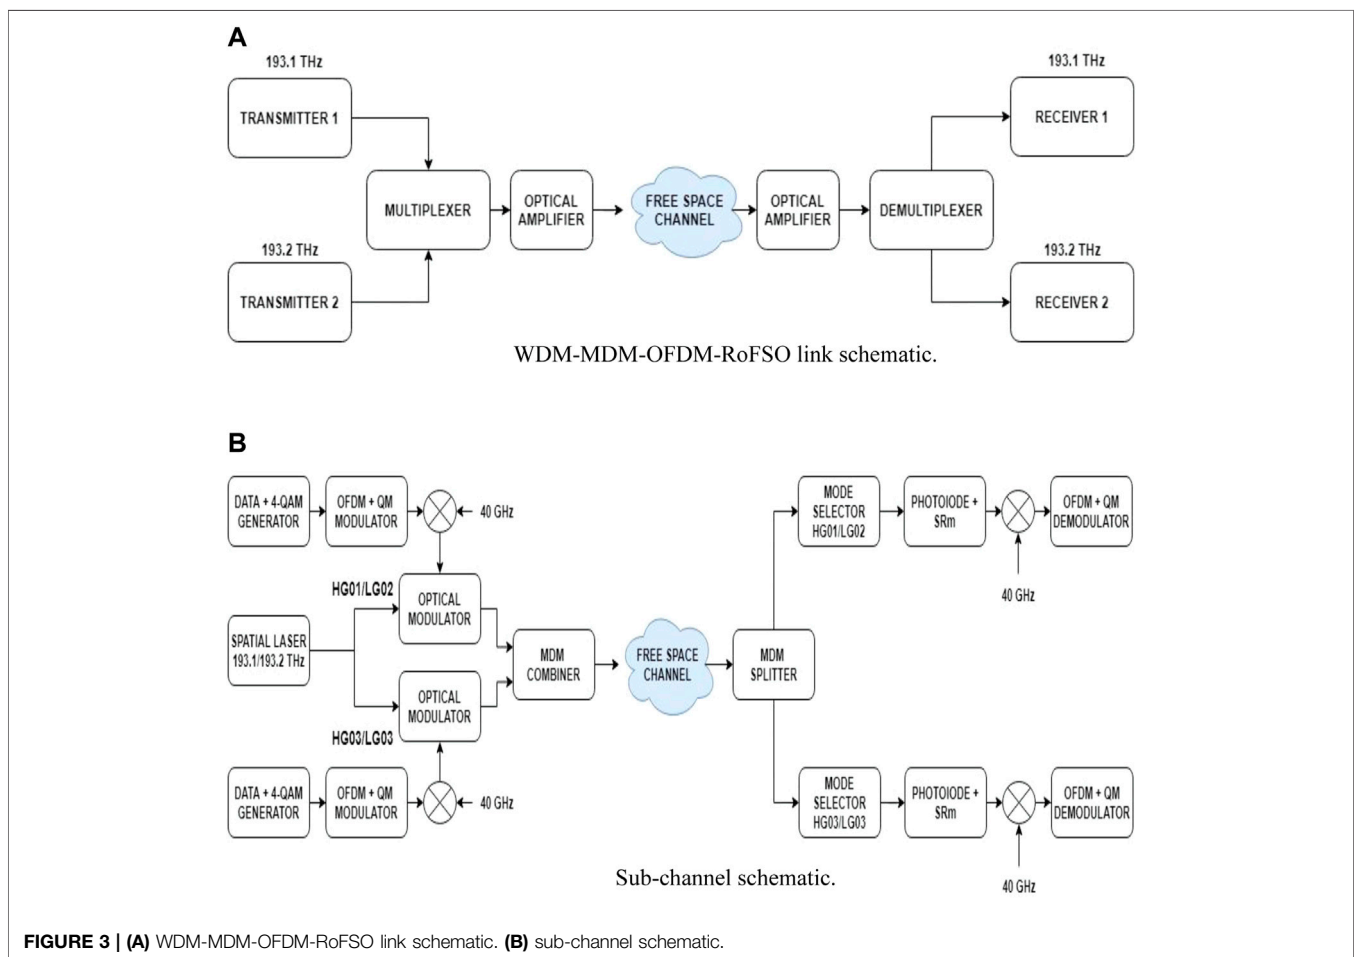 A
193.1 THz
193.1 THz
TRANSMITTER 1
RECEIVER 1
MULTIPLEXER
OPTICAL
AMPLIFIER
FREE SPACE
CHANNEL
OPTICAL
AMPLIFIER
DEMULTIPLEXER
193.2 THz
193.2 THz
TRANSMITTER 2
RECEIVER 2
WDM-MDM-OFDM-RoFSO link schematic.
B
DATA + 4-QAM
GENERATOR
OFDM + QM
MODULATOR
40 GHz
MODE
SELECTOR
HG01/LG02
PHOTOIODE +
SRm
OFDM + QM
DEMODULATOR
40 GHz
HG01/LG02
OPTICAL
MODULATOR
SPATIAL LASER
193.1/193.2 THz
MDM
COMBINER
FREE SPACE
CHANNEL
MDM
SPLITTER
OPTICAL
MODULATOR
HG03/LG03
DATA + 4-QAM
GENERATOR
OFDM + QM
MODULATOR
40 GHz
MODE
SELECTOR
HG03/LG03
PHOTOIODE +
SRm
OFDM + QM
DEMODULATOR
40 GHz
Sub-channel schematic.
FIGURE 3 | (A) WDM-MDM-OFDM-RoFSO link schematic. (B) sub-channel schematic.